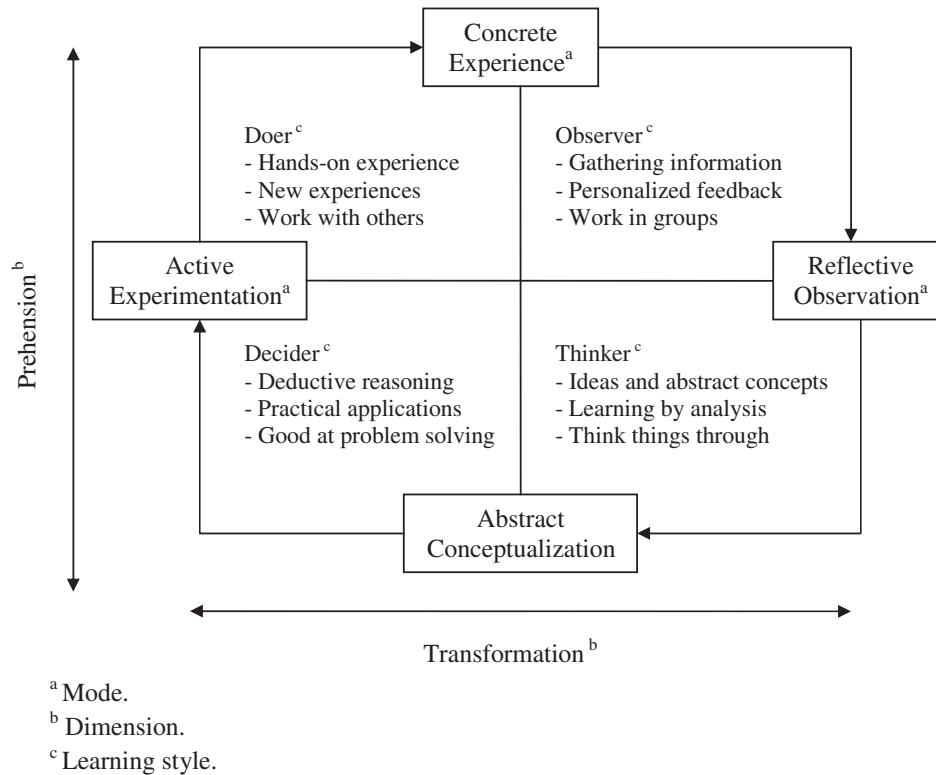 Concrete
Experience^a
Doer^c
- Hands-on experience
- New experiences
- Work with others
Observer^c
- Gathering information
- Personalized feedback
- Work in groups
Active
Experimentation^a
Reflective
Observation^a
Prehension^b
Decider^c
- Deductive reasoning
- Practical applications
- Good at problem solving
Thinker^c
- Ideas and abstract concepts
- Learning by analysis
- Think things through
Abstract
Conceptualization
Transformation^b
^a Mode.
^b Dimension.
^c Learning style.